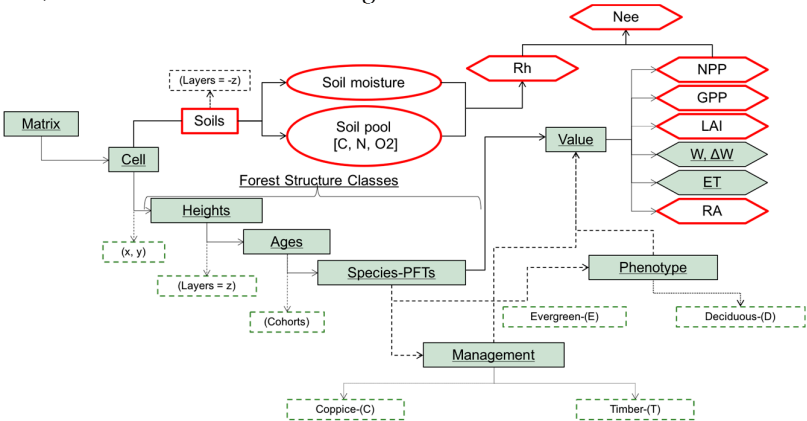 Nee
(Layers = -z)
Soil moisture
Rh
NPP
GPP
Matrix
Soils
Soil pool
[C, N, O2]
LAI
Value
Cell
W, ΔW
Forest Structure Classes
ET
Heights
RA
Ages
(x, y)
Species-PFTs
Phenotype
(Layers = z)
(Cohorts)
Evergreen-(E)
Deciduous-(D)
Management
Coppice-(C)
Timber-(T)